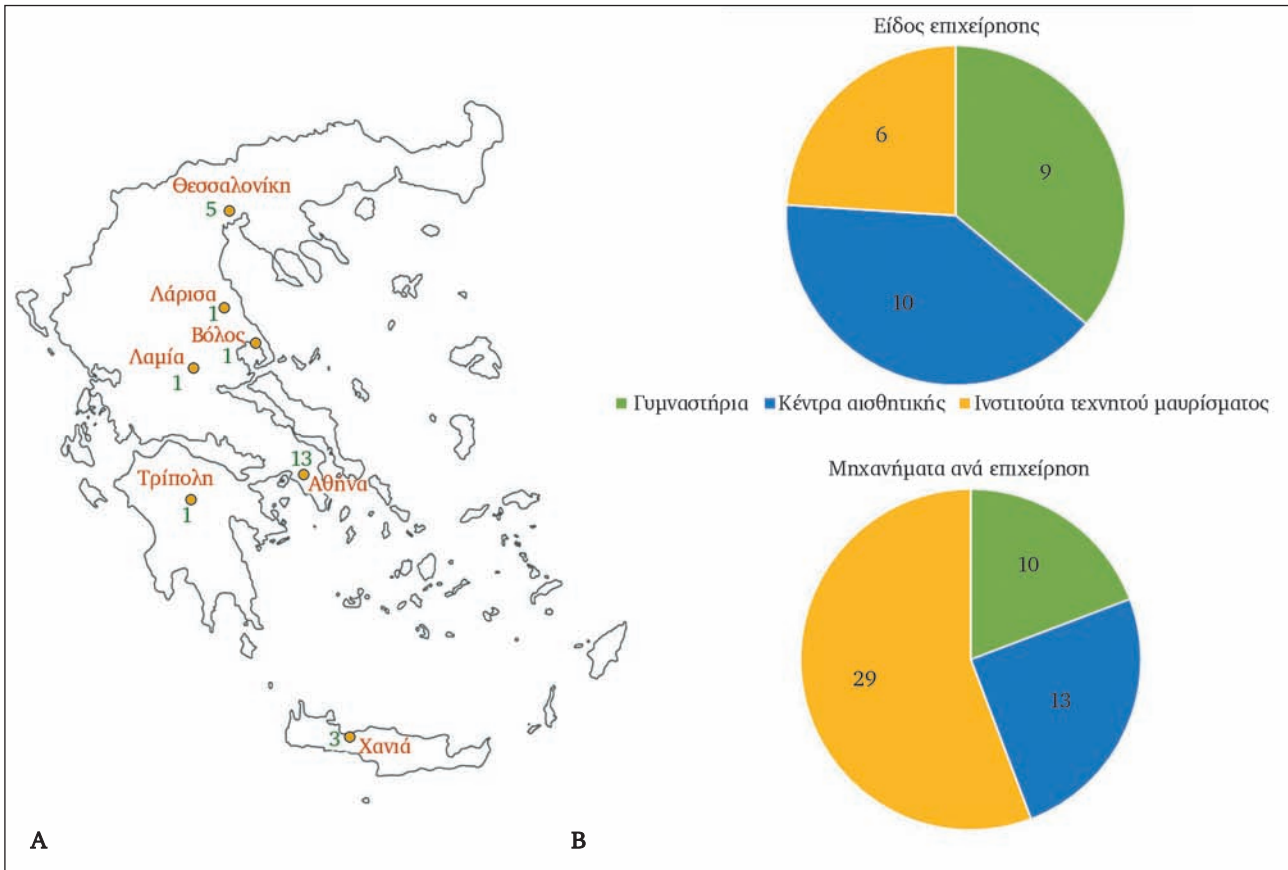 Θεσσαλονίκη
5
Λάρισα
1
Βόλος
1
Λαμία
1
13
Αθήνα
Τρίπολη
1
3
Χανιά
A
Είδος επιχείρησης
6
9
10
Γυμναστήρια Κέντρα αισθητικής Ινστιτούτα τεχνητού μαυρίσματος
Μηχανήματα ανά επιχείρηση
10
29
13
B